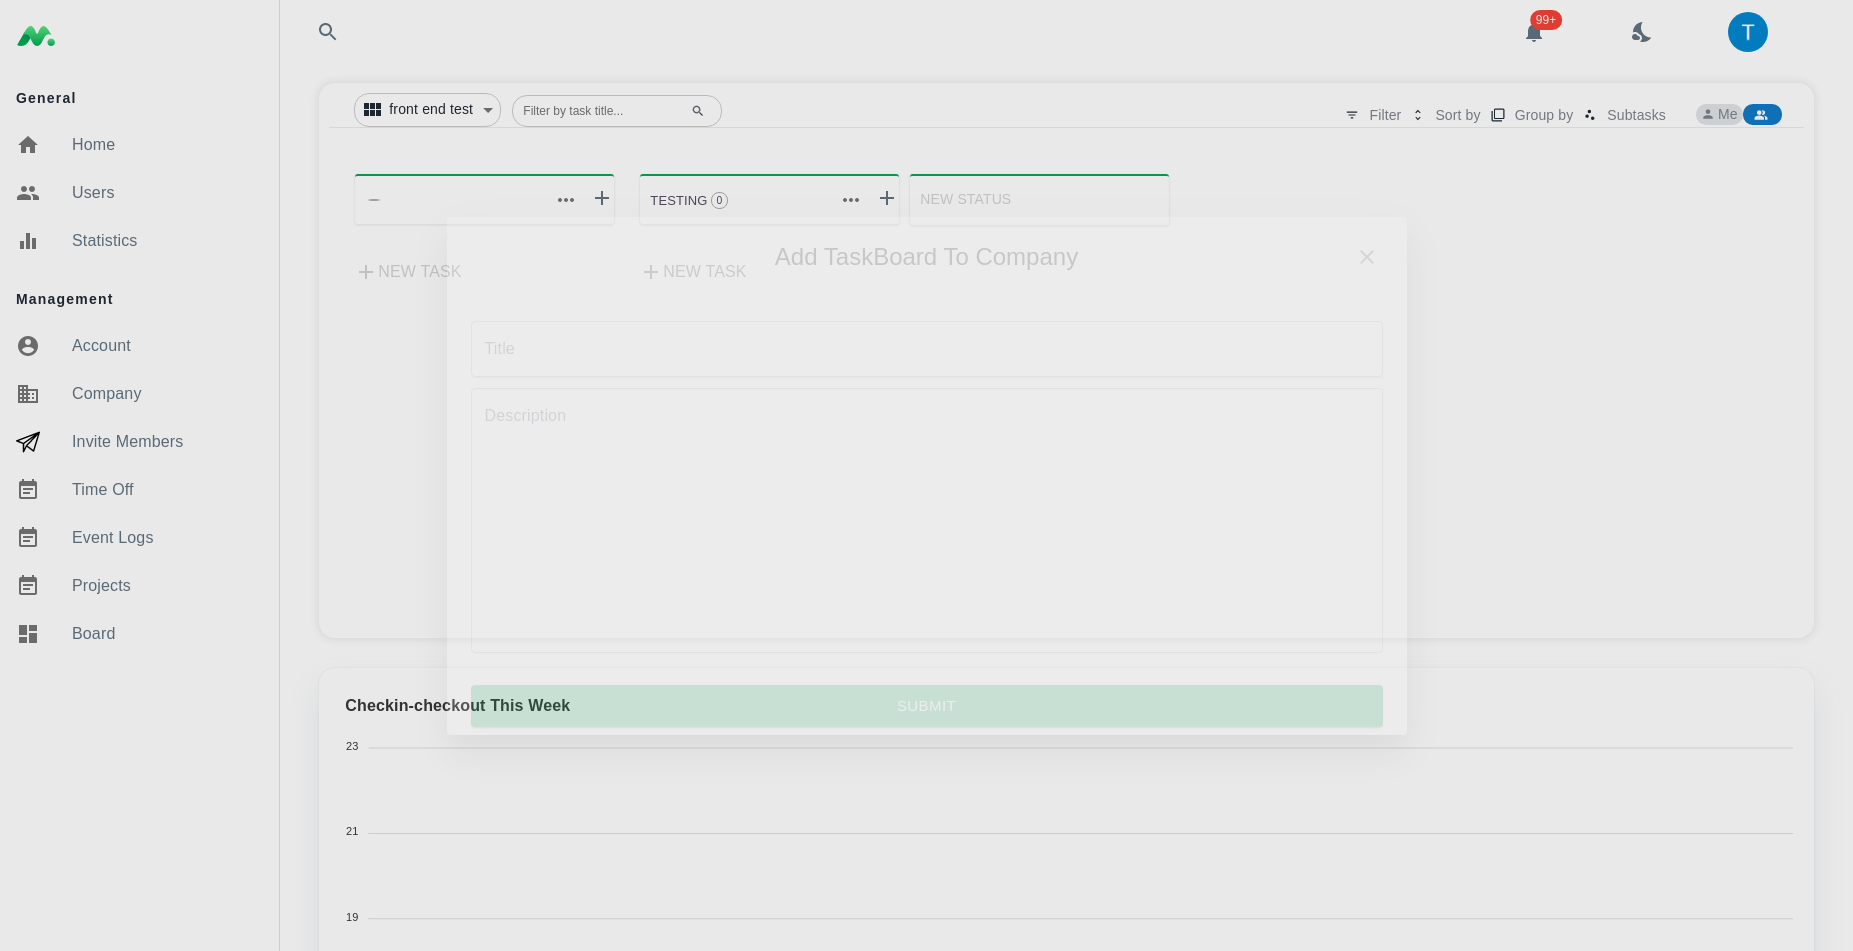 99+
T
General
Home
Users
Statistics
Management
Account
Company
Invite Members
Time Off
Event Logs
Projects
Board
front end test
Filter by task title...
Filter
Sort by
Group by
Subtasks
Me
TESTING 0
NEW STATUS
NEW TASK
NEW TASK
Add TaskBoard To Company
Title
Description
SUBMIT
Checkin-checkout This Week
23
21
19